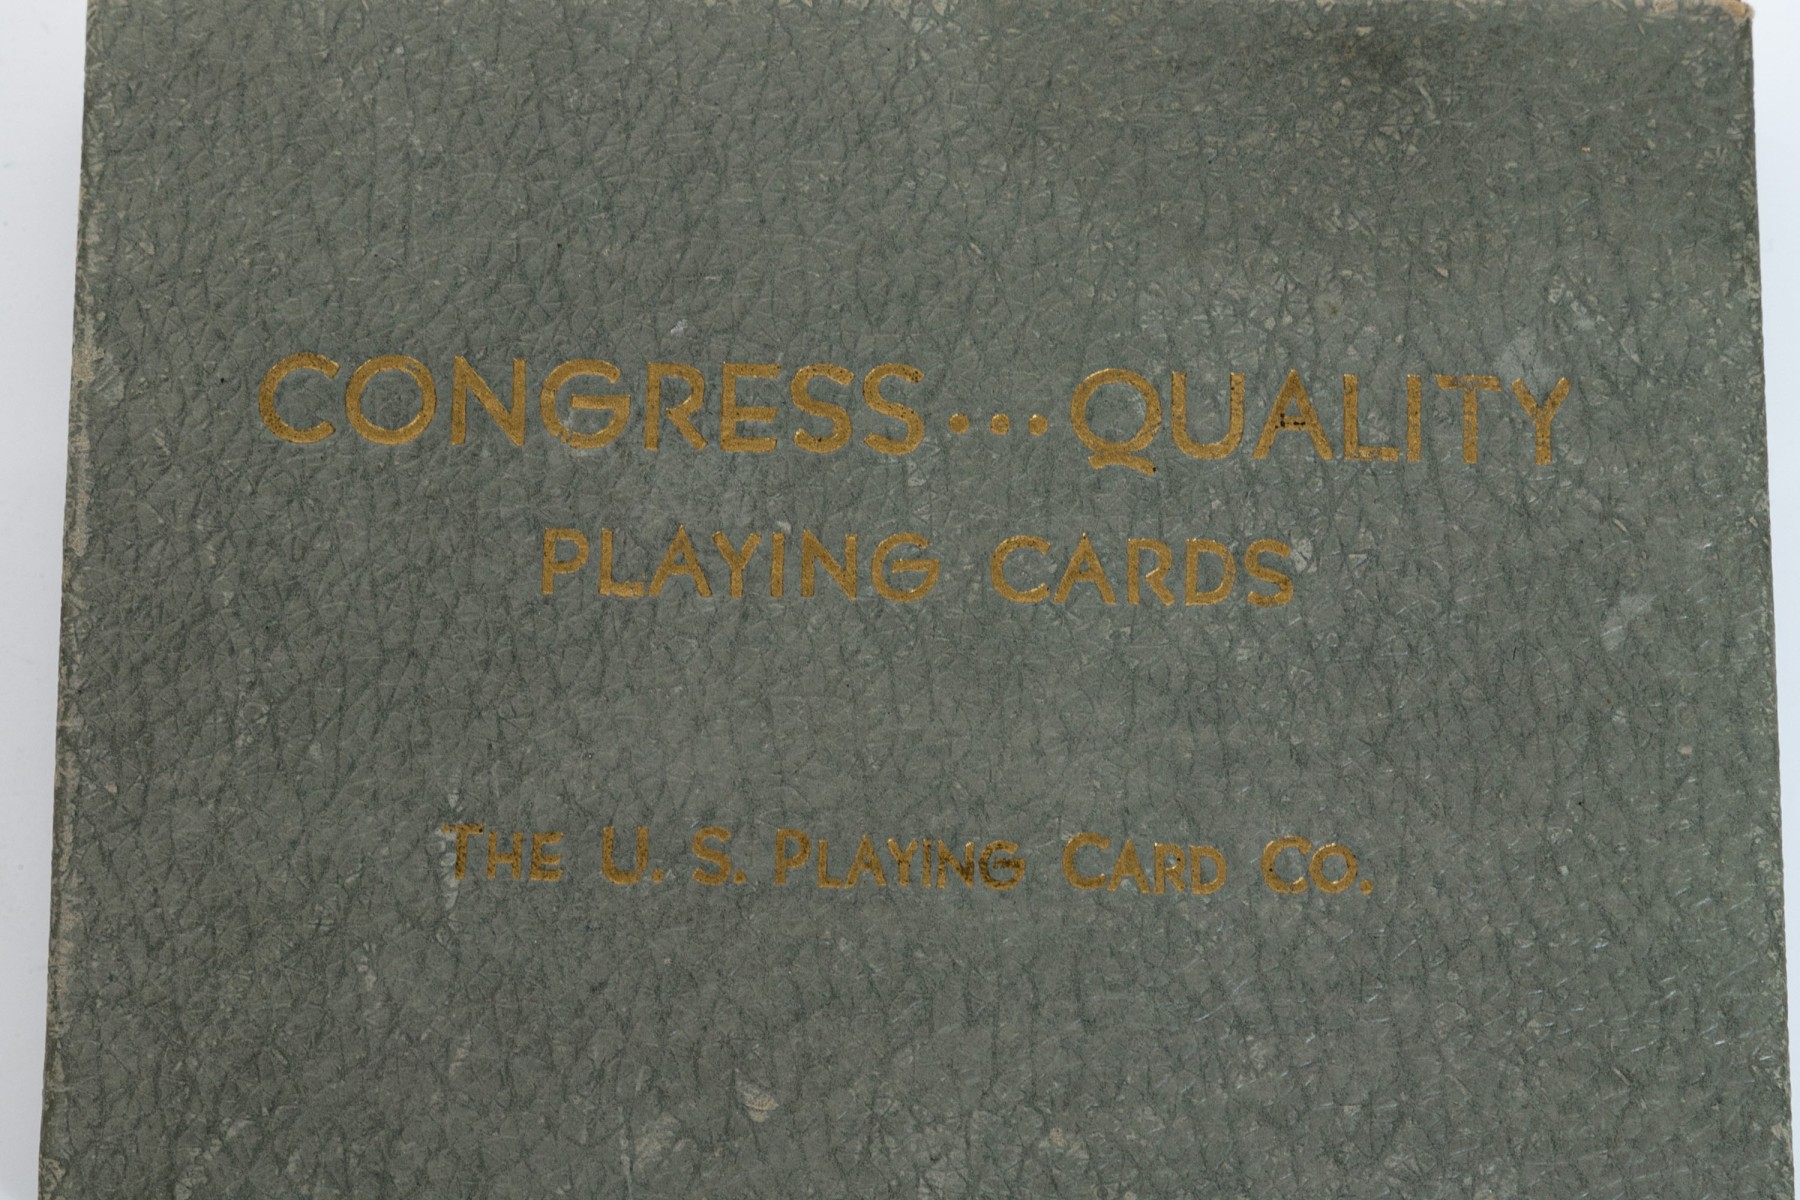 CONGRESS...QUALITY
PLAYING CARDS
THE U. S. PLAYING CARD CO.